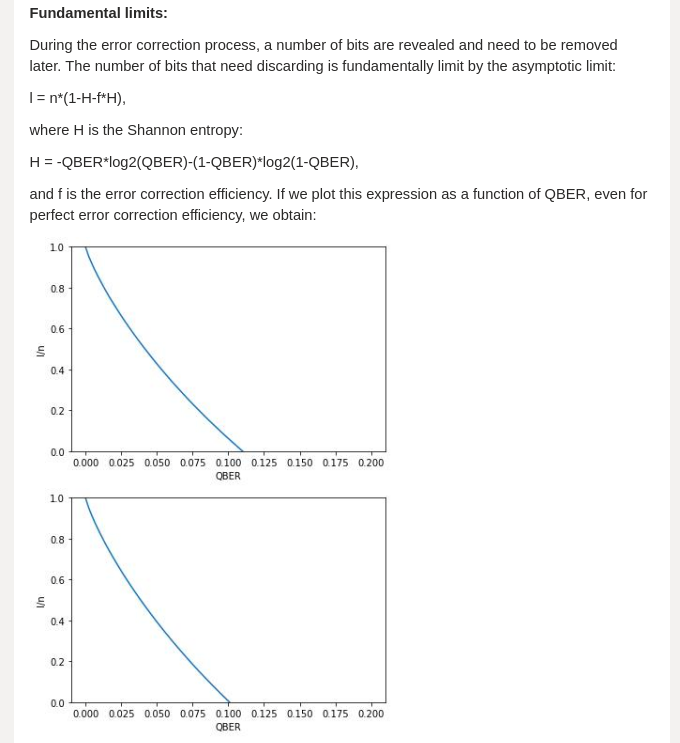 Fundamental limits:
During the error correction process, a number of bits are revealed and need to be removed
later. The number of bits that need discarding is fundamentally limit by the asymptotic limit:
l = n*(1-H-f*H),
where H is the Shannon entropy:
H = -QBER*log2(QBER)-(1-QBER)*log2(1-QBER),
and f is the error correction efficiency. If we plot this expression as a function of QBER, even for
perfect error correction efficiency, we obtain:
1.0
0.8
0.6
l/n
0.4
0.2
0.0
0.000 0.025 0.050 0.075 0.100 0.125 0.150 0.175 0.200
QBER
1.0
0.8
0.6
l/n
0.4
0.2
0.0
0.000 0.025 0.050 0.075 0.100 0.125 0.150 0.175 0.200
QBER